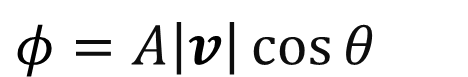 𝜙 = 𝐴|𝒗| cos 𝜃